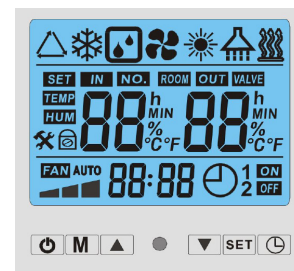 SET IN NO. ROOM OUT VALVE
TEMP 88 h MIN % °C°F 88 h MIN % °C°F
HUM
FAN AUTO 88:88 1 2 ON OFF
M SET